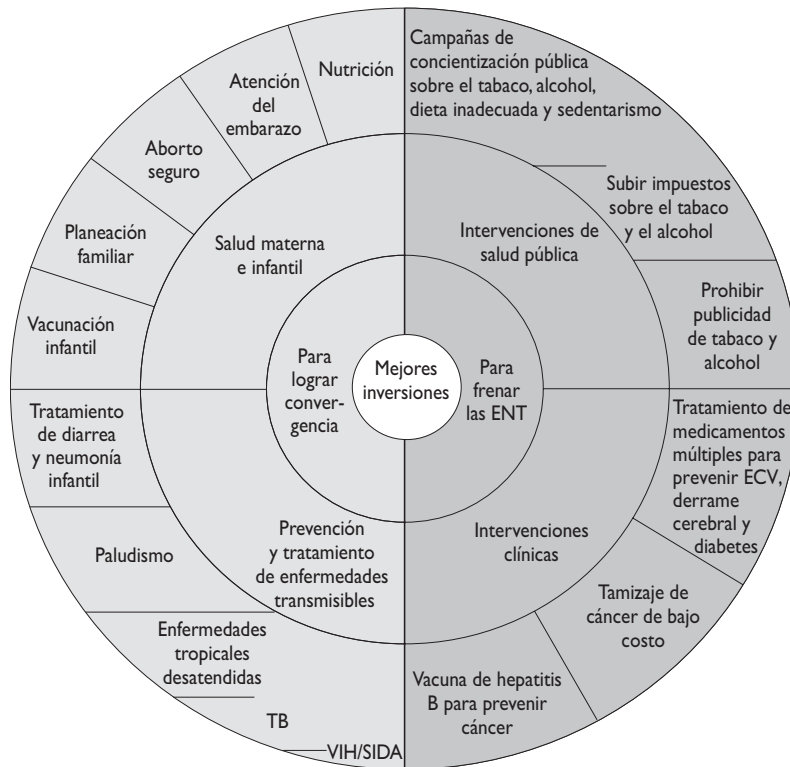 Nutrición
Atención
del
embarazo
Aborto
seguro
Planeación
familiar
Vacunación
infantil
Tratamiento
de diarrea
y neumonía
infantil
Paludismo
Enfermedades
tropicales
desatendidas
TB
VIH/SIDA
Salud materna
e infantil
Prevención
y tratamiento
de enfermedades
transmisibles
Para
lograr
conver-
gencia
Mejores
inversiones
Para
frenar
las ENT
Intervenciones de
salud pública
Intervenciones
clínicas
Campañas de
concientización pública
sobre el tabaco, alcohol,
dieta inadecuada y sedentarismo
Subir impuestos
sobre el tabaco
y el alcohol
Prohibir
publicidad
de tabaco y
alcohol
Tratamiento de
medicamentos
múltiples para
prevenir ECV,
derrame
cerebral y
diabetes
Tamizaje de
cáncer de bajo
costo
Vacuna de hepatitis
B para prevenir
cáncer